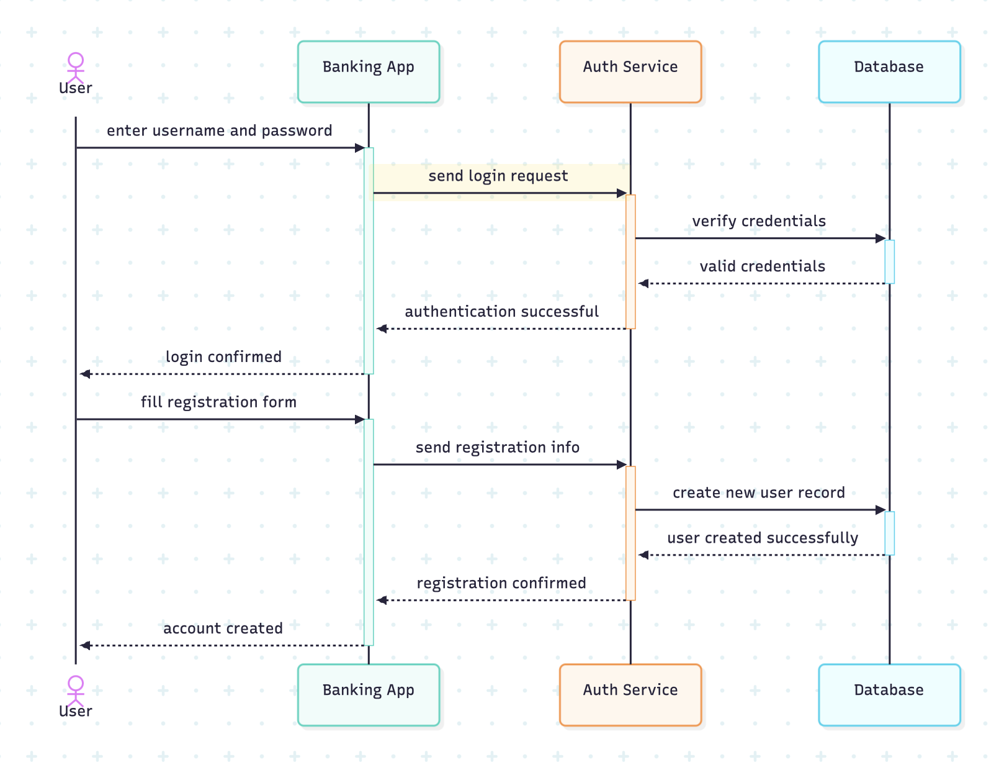 User
Banking App
Auth Service
Database
enter username and password
send login request
verify credentials
valid credentials
authentication successful
login confirmed
fill registration form
send registration info
create new user record
user created successfully
registration confirmed
account created
User
Banking App
Auth Service
Database